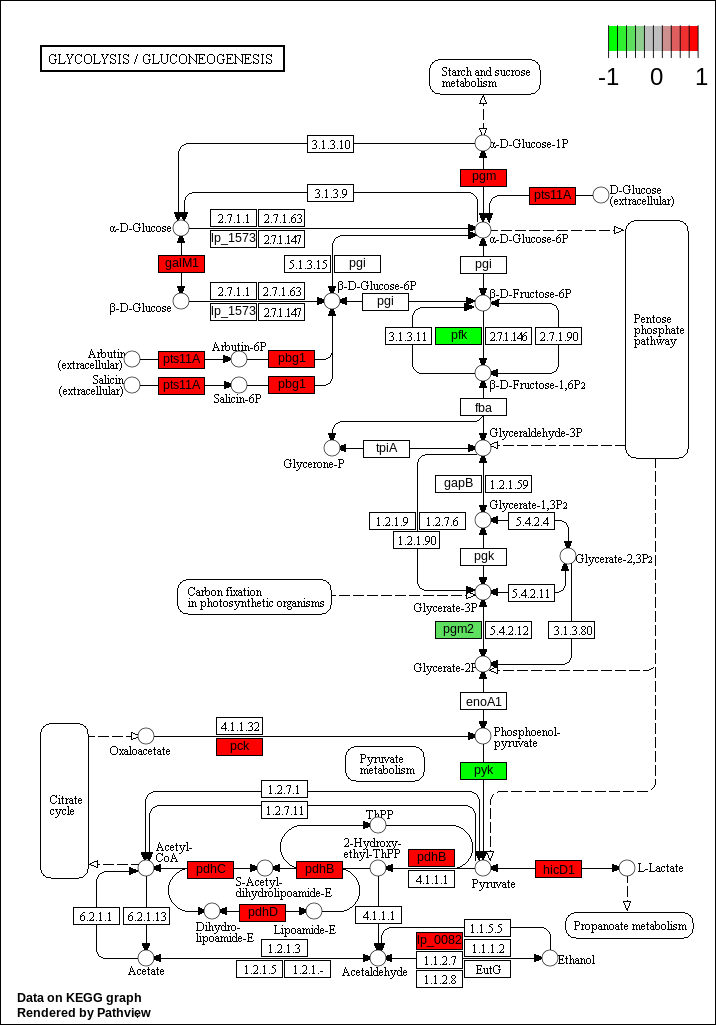 GLYCOLYSIS / GLUCONEOGENESIS
-1 0 1
Starch and sucrose
metabolism
3.1.3.10
α-D-Glucose-1P
pgm
3.1.3.9
pts11A
D-Glucose
(extracellular)
α-D-Glucose
2.7.1.1
2.7.1.63
lp_1573
2.7.1.147
α-D-Glucose-6P
galM1
5.1.3.15
pgi
pgi
β-D-Glucose-6P
β-D-Glucose
2.7.1.1
2.7.1.63
lp_1573
2.7.1.147
pgi
β-D-Fructose-6P
Pentose
phosphate
pathway
3.1.3.11
pfk
2.7.1.146
2.7.1.90
Arbutin
(extracellular)
pts11A
Arbutin-6P
pbg1
Salicin
(extracellular)
pts11A
Salicin-6P
pbg1
β-D-Fructose-1,6P2
fba
Glyceraldehyde-3P
tpiA
Glycerone-P
gapB
1.2.1.59
Glycerate-1,3P2
1.2.1.9
1.2.7.6
5.4.2.4
1.2.1.90
pgk
Glycerate-2,3P2
Carbon fixation
in photosynthetic organisms
5.4.2.11
Glycerate-3P
pgm2
5.4.2.12
3.1.3.80
Glycerate-2P
enoA1
4.1.1.32
pck
Oxaloacetate
Phosphoenol-
pyruvate
Pyruvate
metabolism
pyk
Citrate
cycle
1.2.7.1
1.2.7.11
ThPP
Acetyl-
CoA
2-Hydroxy-
ethyl-ThPP
pdhC
pdhB
pdhB
hicD1
L-Lactate
S-Acetyl-
dihydrolipoamide-E
4.1.1.1
Pyruvate
6.2.1.1
6.2.1.13
pdhD
Dihydro-
lipoamide-E
Lipoamide-E
4.1.1.1
Propanoate metabolism
lp_0082
1.1.5.5
1.2.1.3
1.1.1.2
1.1.2.7
Ethanol
Acetate
1.2.1.5
1.2.1.-
Acetaldehyde
EutG
1.1.2.8
Data on KEGG graph
Rendered by Pathview